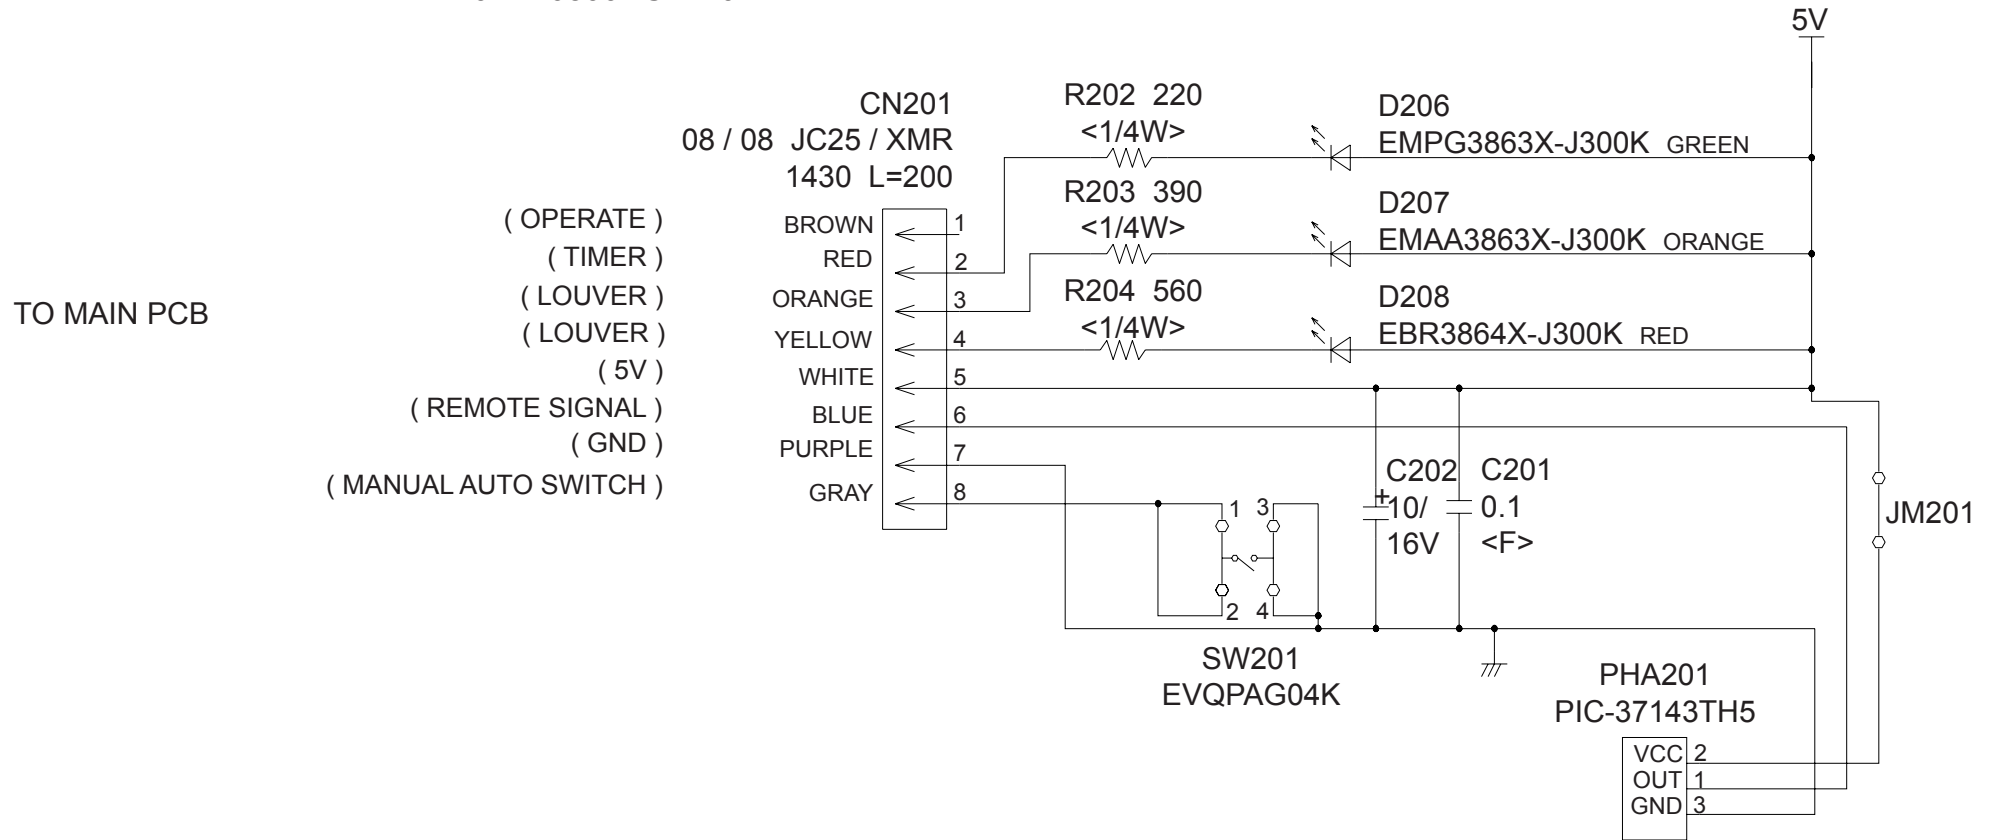 5V
CN201
08 / 08 JC25 / XMR
1430 L=200
R202 220
<1/4W>
D206
EMPG3863X-J300K GREEN
R203 390
<1/4W>
D207
EMAA3863X-J300K ORANGE
R204 560
<1/4W>
D208
EBR3864X-J300K RED
TO MAIN PCB
( OPERATE ) BROWN 1
( TIMER ) RED 2
( LOUVER ) ORANGE 3
( LOUVER ) YELLOW 4
( 5V ) WHITE 5
( REMOTE SIGNAL ) BLUE 6
( GND ) PURPLE 7
( MANUAL AUTO SWITCH ) GRAY 8
1 3
2 4
SW201
EVQPAG04K
C202
+10/
16V
C201
0.1
<F>
JM201
PHA201
PIC-37143TH5
VCC 2
OUT 1
GND 3